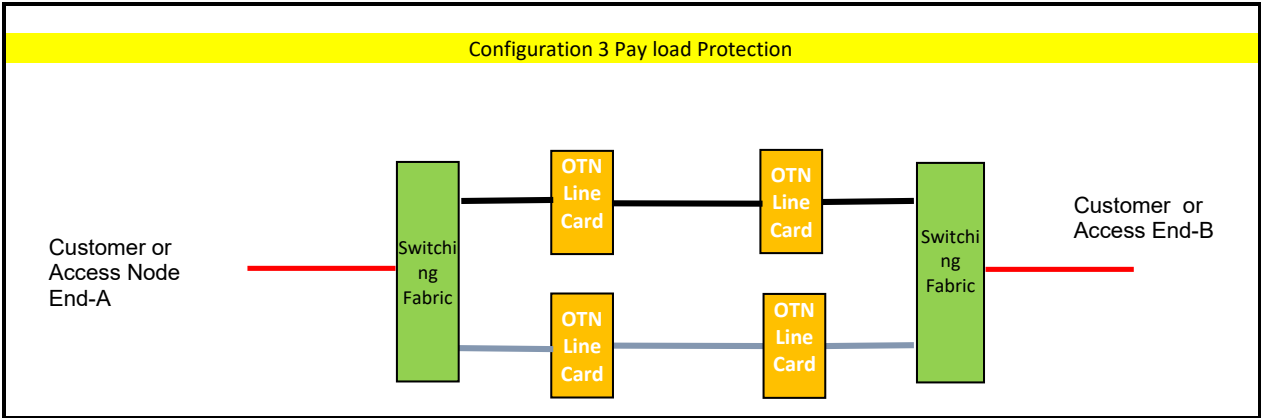 Configuration 3 Pay load Protection
OTN
Line
Card
OTN
Line
Card
Customer or
Access Node
End-A
Switchi
ng
Fabric
Switchi
ng
Fabric
Customer or
Access End-B
OTN
Line
Card
OTN
Line
Card